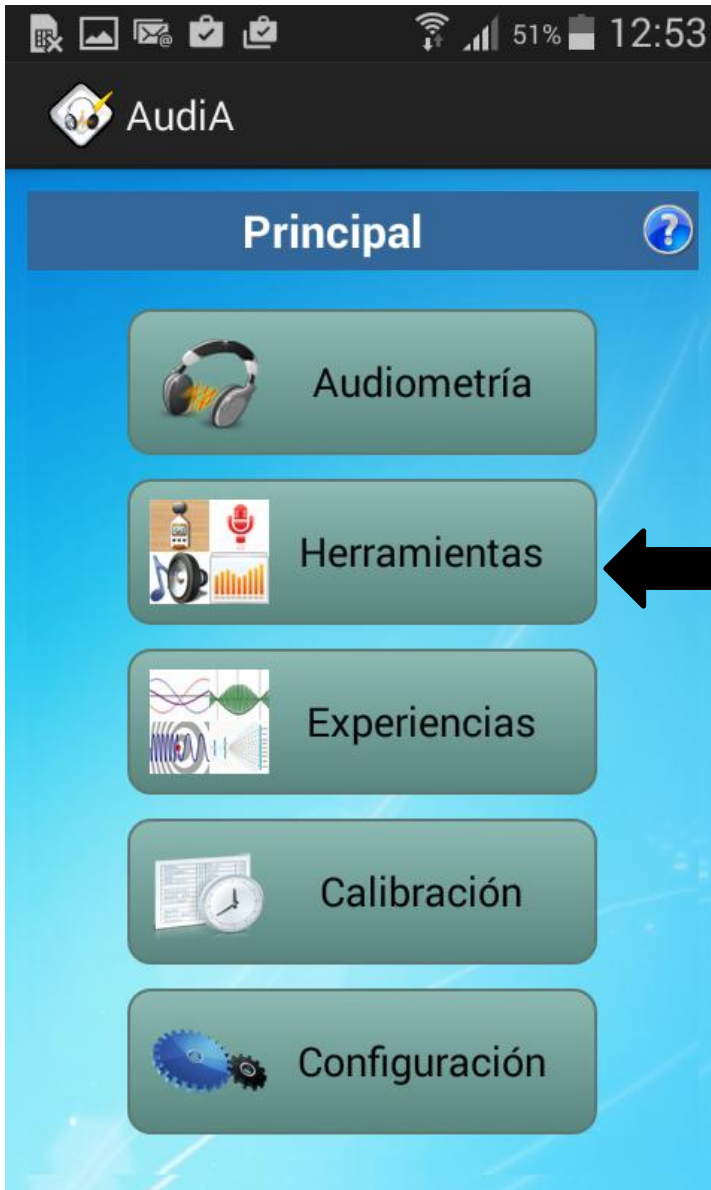 51% 12:53
AudiA
Principal ?
Audiometría
Herramientas
Experiencias
Calibración
Configuración